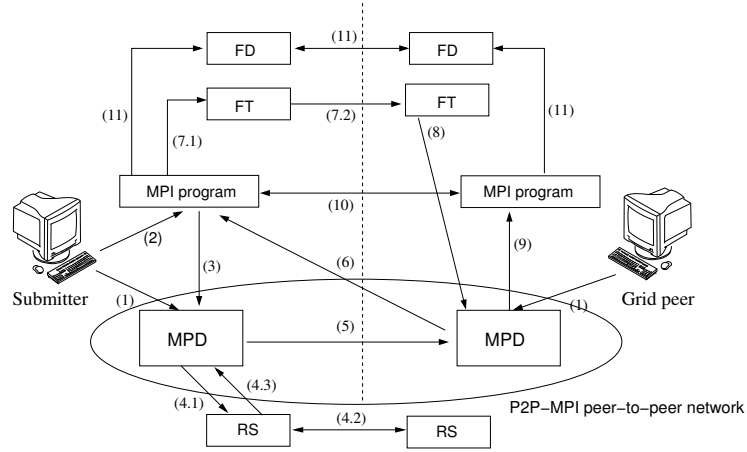 FD
(11)
FD
FT
FT
(11)
(7.1)
(7.2)
(8)
(11)
MPI program
MPI program
(10)
(2)
(3)
(6)
(9)
Submitter
Grid peer
(1)
(1)
MPD
(5)
MPD
(4.1)
(4.3)
P2P−MPI peer−to−peer network
RS
(4.2)
RS